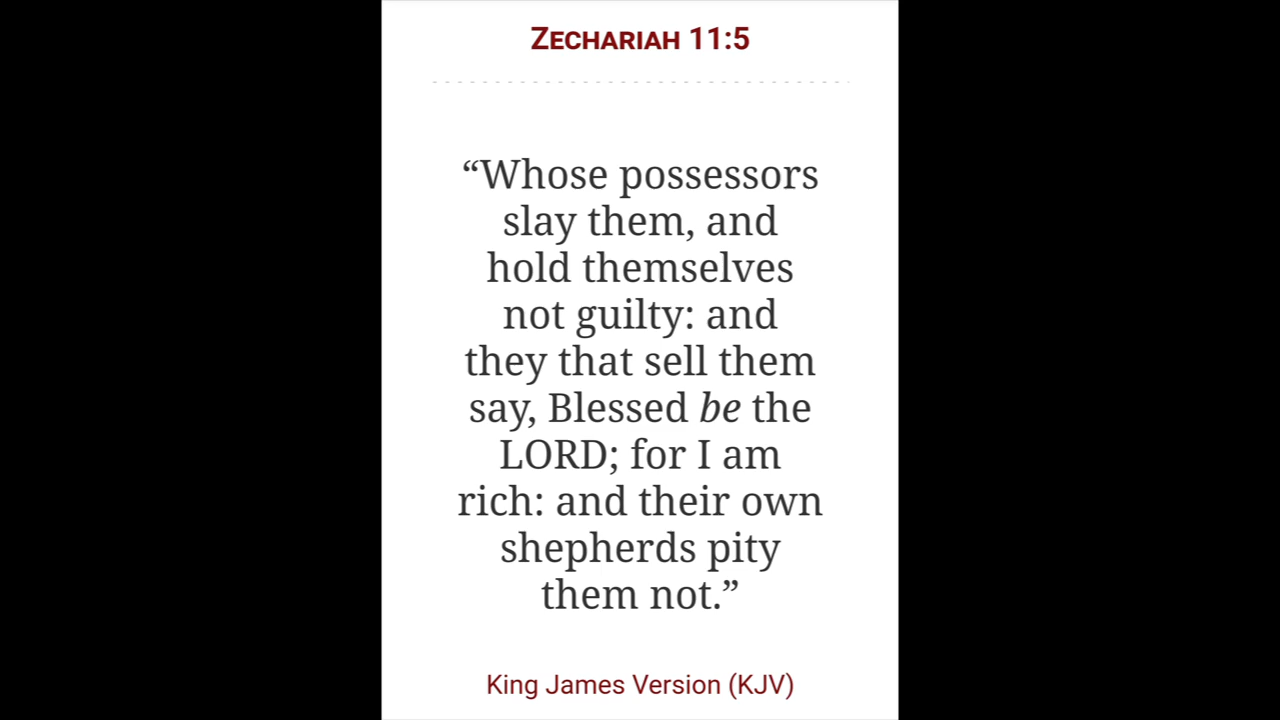 ZECHARIAH 11:5
“Whose possessors
slay them, and
hold themselves
not guilty: and
they that sell them
say, Blessed be the
LORD; for I am
rich: and their own
shepherds pity
them not.”
King James Version (KJV)